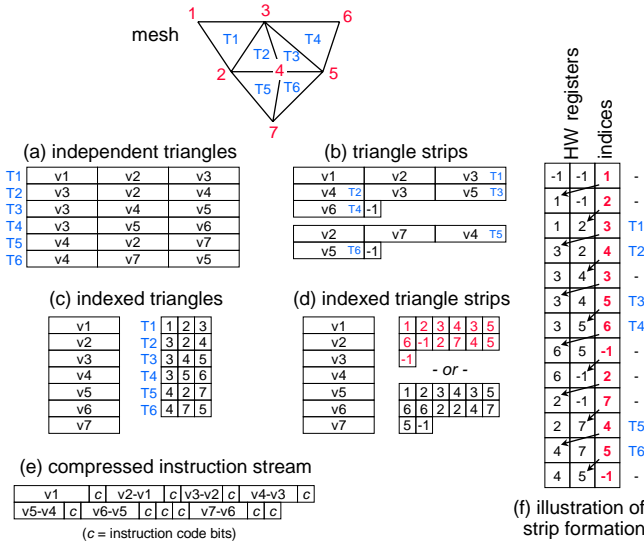 mesh
1 3 6
T1 T2 T3 T4
2 4 5
T5 T6
7
(a) independent triangles
T1 v1 v2 v3
T2 v3 v2 v4
T3 v3 v4 v5
T4 v3 v5 v6
T5 v4 v2 v7
T6 v4 v7 v5
(b) triangle strips
v1 v2 v3 T1
v4 T2 v3 v5 T3
v6 T4 -1
v2 v7 v4 T5
v5 T6 -1
(c) indexed triangles
v1
v2
v3
v4
v5
v6
v7
T1 1 2 3
T2 3 2 4
T3 3 4 5
T4 3 5 6
T5 4 2 7
T6 4 7 5
(d) indexed triangle strips
v1
v2
v3
v4
v5
v6
v7
1 2 3 4 3 5
6 -1 2 7 4 5
-1
- or -
1 2 3 4 3 5
6 6 2 2 4 7
5 -1
(e) compressed instruction stream
v1 c v2-v1 c v3-v2 c v4-v3 c
v5-v4 c v6-v5 c c c v7-v6 c c
(c = instruction code bits)
HW registers
indices
-1 -1 1 -
1 -1 2 -
1 2 3 T1
3 2 4 T2
3 4 3 -
3 4 5 T3
3 5 6 T4
6 5 -1 -
6 -1 2 -
2 -1 7 -
2 7 4 T5
4 7 5 T6
4 5 -1 -
(f) illustration of
strip formation